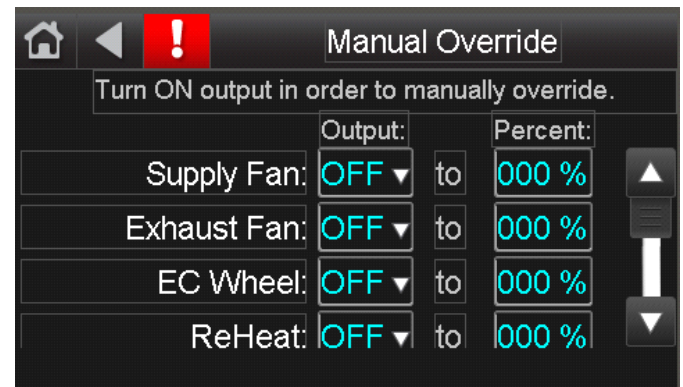 Manual Override
Turn ON output in order to manually override.
Output: Percent:
Supply Fan: OFF to 000 %
Exhaust Fan: OFF to 000 %
EC Wheel: OFF to 000 %
ReHeat: OFF to 000 %